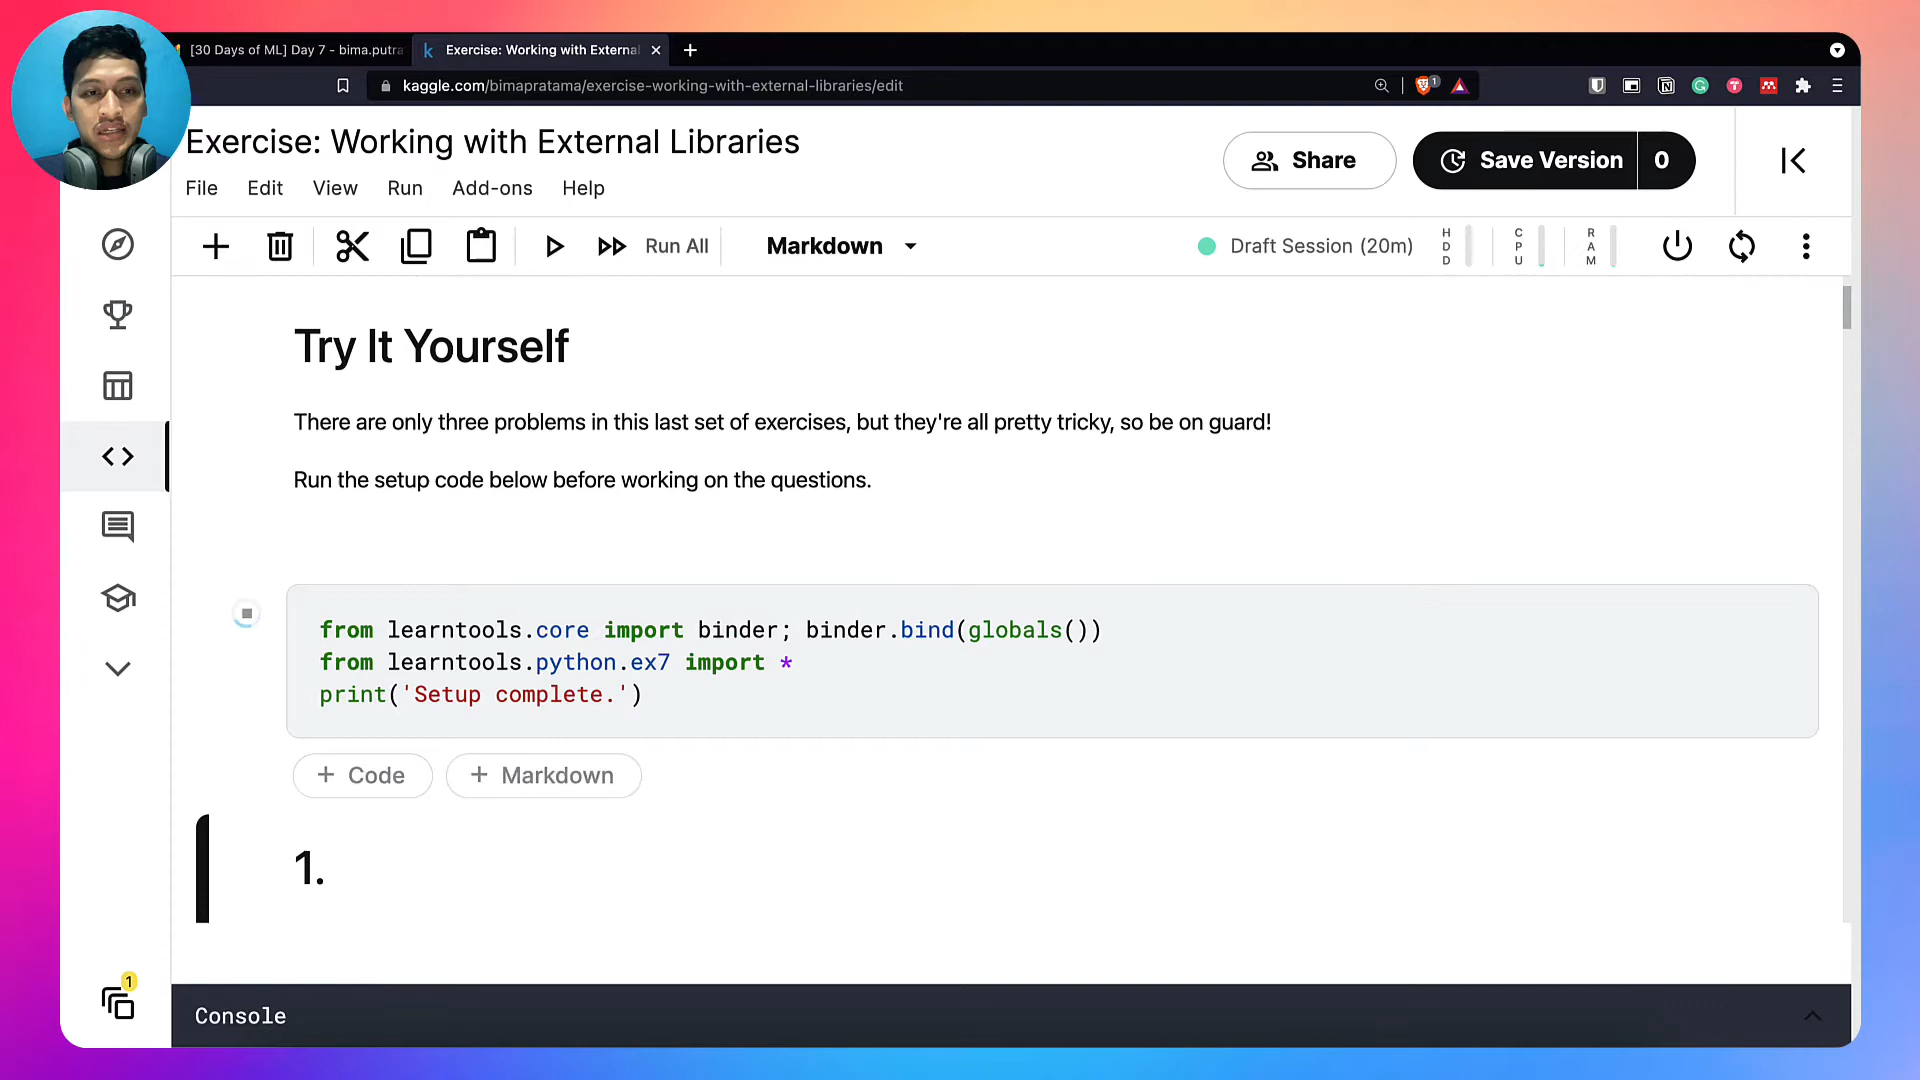 [30 Days of ML] Day 7 - bima.putra
Exercise: Working with External
kaggle.com/bimapratama/exercise-working-with-external-libraries/edit
1
Exercise: Working with External Libraries
Share
Save Version
0
File
Edit
View
Run
Add-ons
Help
Run All
Markdown
Draft Session (20m)
HDD
CPU
RAM
Try It Yourself
There are only three problems in this last set of exercises, but they're all pretty tricky, so be on guard!
Run the setup code below before working on the questions.
from learntools.core import binder; binder.bind(globals())
from learntools.python.ex7 import *
print('Setup complete.')
+ Code
+ Markdown
1.
1
Console